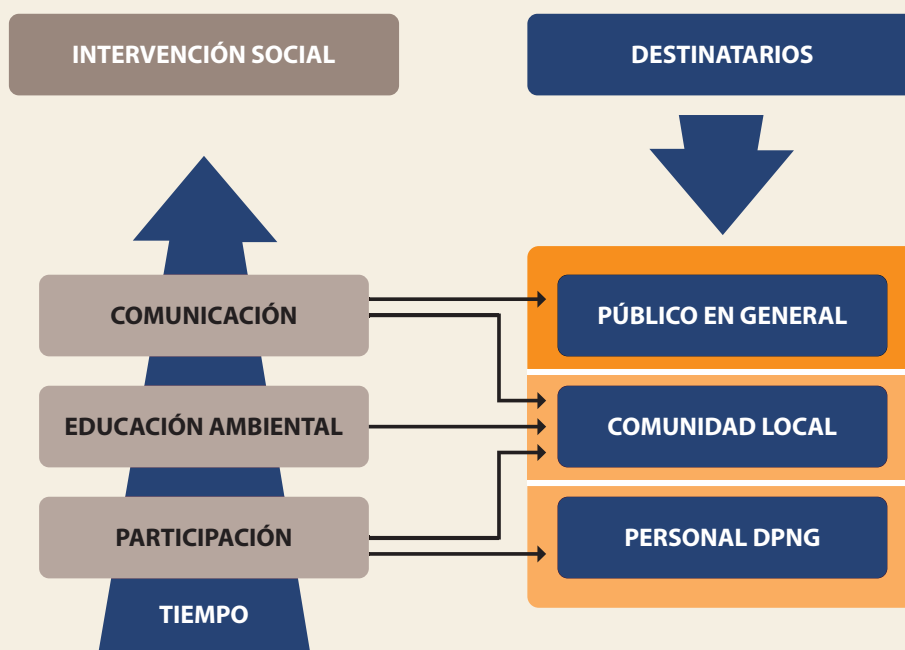 INTERVENCIÓN SOCIAL
DESTINATARIOS
COMUNICACIÓN
PÚBLICO EN GENERAL
EDUCACIÓN AMBIENTAL
COMUNIDAD LOCAL
PARTICIPACIÓN
PERSONAL DPNG
TIEMPO